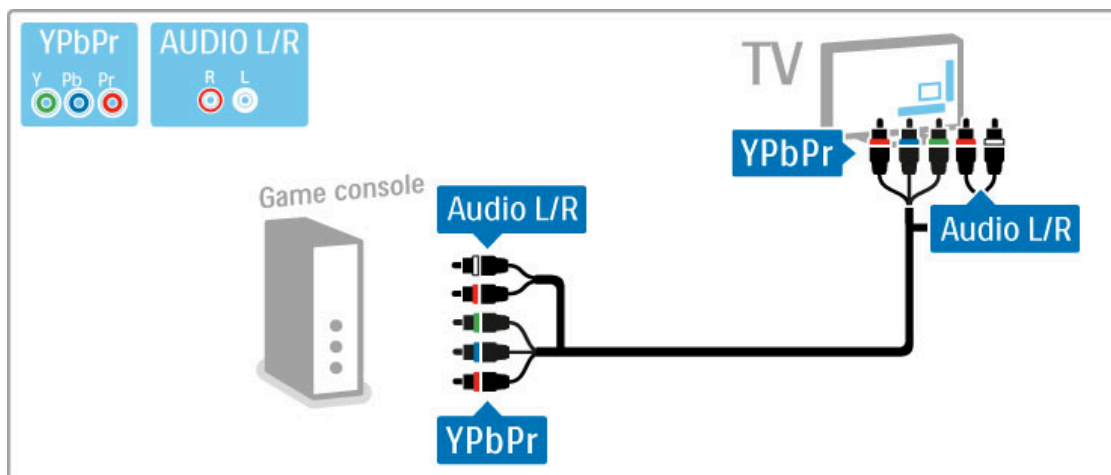 YPbPr
Y Pb Pr
AUDIO L/R
R L
TV
YPbPr
Audio L/R
Game console
Audio L/R
YPbPr